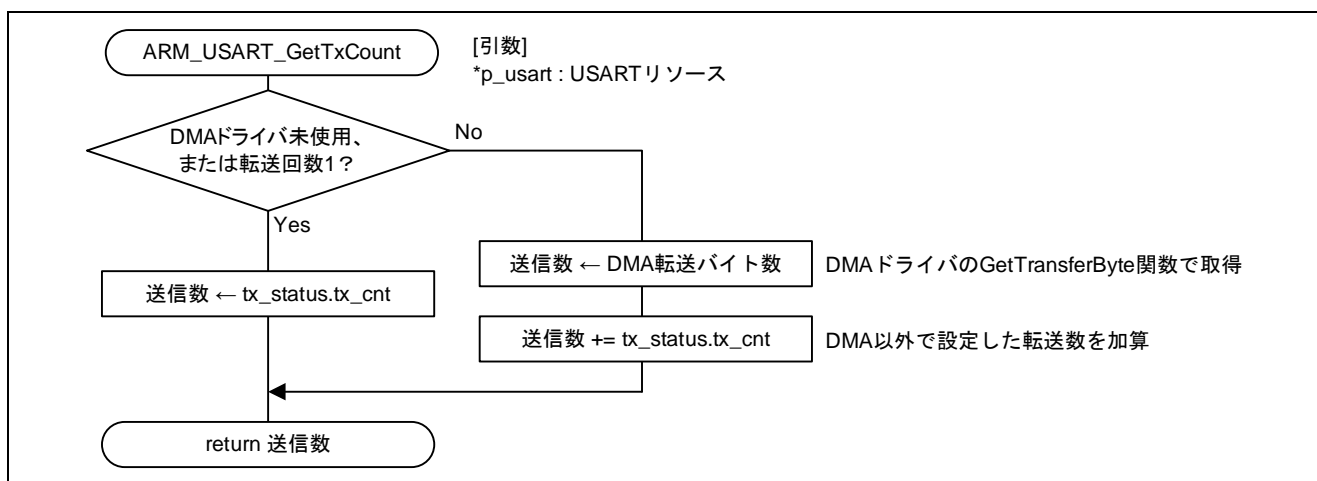 ARM_USART_GetTxCount
[引数]
*p_usart : USARTリソース
DMAドライバ未使用、
または転送回数1？
No
Yes
送信数 ← DMA転送バイト数
DMAドライバのGetTransferByte関数で取得
送信数 ← tx_status.tx_cnt
送信数 += tx_status.tx_cnt
DMA以外で設定した転送数を加算
return 送信数